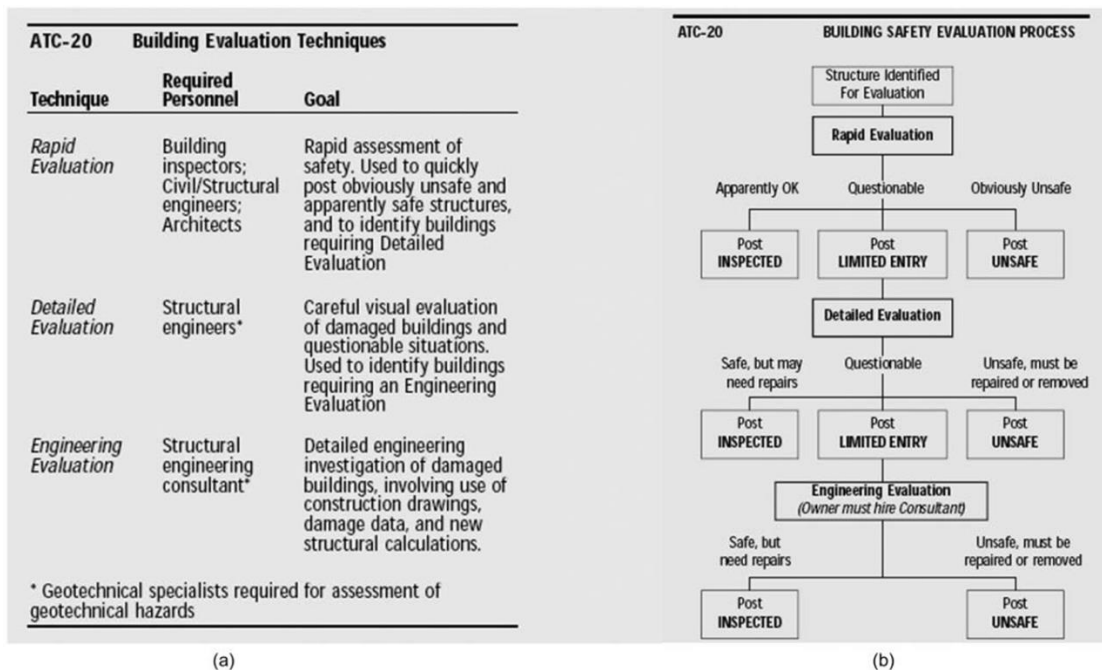 ATC-20 Building Evaluation Techniques
Technique Required Personnel Goal
Rapid
Evaluation
Building
inspectors;
Civil/Structural
engineers;
Architects
Rapid assessment of
safety. Used to quickly
post obviously unsafe and
apparently safe structures,
and to identify buildings
requiring Detailed
Evaluation
Detailed
Evaluation
Structural
engineers*
Careful visual evaluation
of damaged buildings and
questionable situations.
Used to identify buildings
requiring an Engineering
Evaluation
Engineering
Evaluation
Structural
engineering
consultant*
Detailed engineering
investigation of damaged
buildings, involving use of
construction drawings,
damage data, and new
structural calculations.
* Geotechnical specialists required for assessment of
geotechnical hazards
(a)
ATC-20 BUILDING SAFETY EVALUATION PROCESS
Structure Identified
For Evaluation
Rapid Evaluation
Apparently OK
Questionable
Obviously Unsafe
Post
INSPECTED
Post
LIMITED ENTRY
Post
UNSAFE
Detailed Evaluation
Safe, but may
need repairs
Questionable
Unsafe, must be
repaired or removed
Post
INSPECTED
Post
LIMITED ENTRY
Post
UNSAFE
Engineering Evaluation
(Owner must hire Consultant)
Safe, but
need repairs
Unsafe, must be
repaired or removed
Post
INSPECTED
Post
UNSAFE
(b)